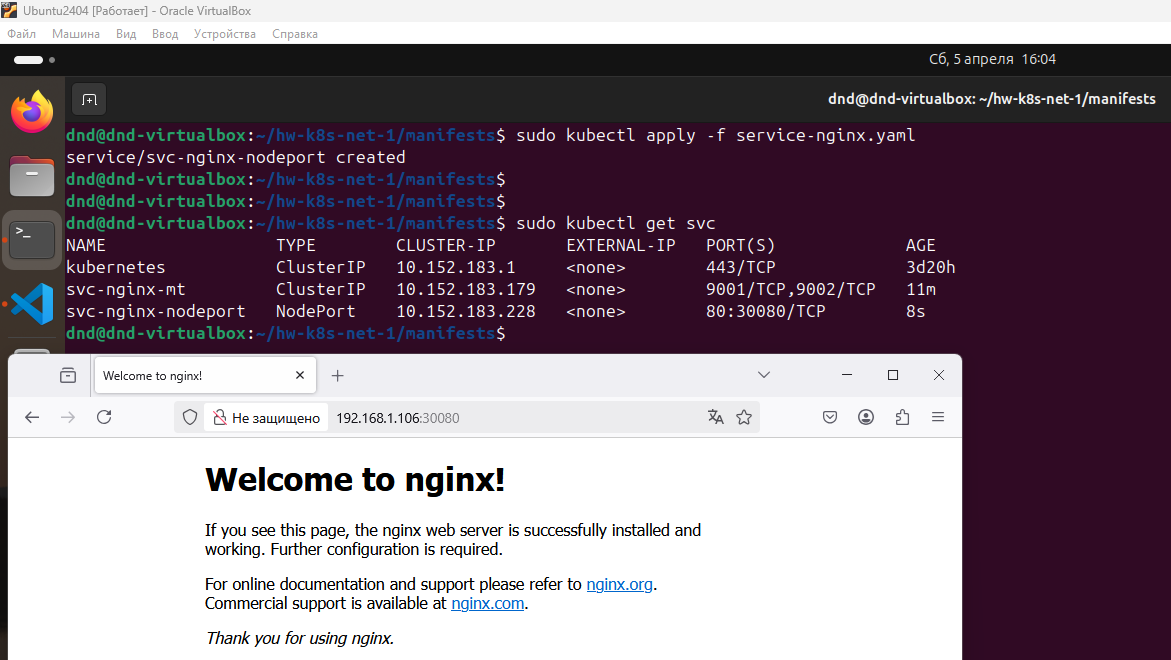 Ubuntu2404 [Работает] - Oracle VirtualBox
Файл Машина Вид Ввод Устройства Справка
Сб, 5 апреля 16:04
dnd@dnd-virtualbox: ~/hw-k8s-net-1/manifests
dnd@dnd-virtualbox:~/hw-k8s-net-1/manifests$ sudo kubectl apply -f service-nginx.yaml
service/svc-nginx-nodeport created
dnd@dnd-virtualbox:~/hw-k8s-net-1/manifests$
dnd@dnd-virtualbox:~/hw-k8s-net-1/manifests$
dnd@dnd-virtualbox:~/hw-k8s-net-1/manifests$ sudo kubectl get svc
NAME TYPE CLUSTER-IP EXTERNAL-IP PORT(S) AGE
kubernetes ClusterIP 10.152.183.1 <none> 443/TCP 3d20h
svc-nginx-mt ClusterIP 10.152.183.179 <none> 9001/TCP,9002/TCP 11m
svc-nginx-nodeport NodePort 10.152.183.228 <none> 80:30080/TCP 8s
dnd@dnd-virtualbox:~/hw-k8s-net-1/manifests$
Welcome to nginx!
Не защищено 192.168.1.106:30080
Welcome to nginx!
If you see this page, the nginx web server is successfully installed and
working. Further configuration is required.
For online documentation and support please refer to nginx.org.
Commercial support is available at nginx.com.
Thank you for using nginx.